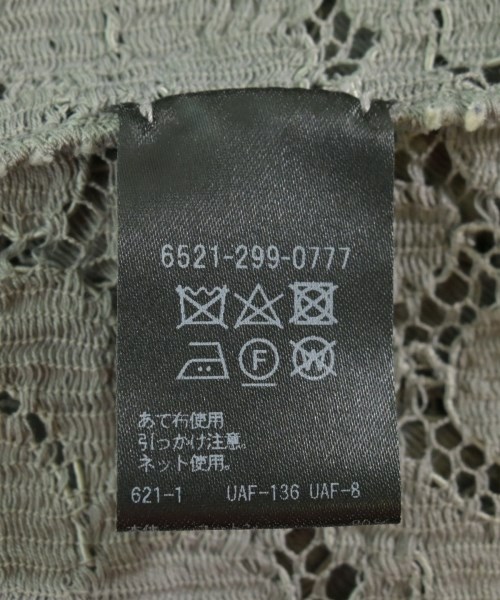 6521-299-0777
F W
あて布使用
引っかけ注意。
ネット使用。
621-1 UAF-136 UAF-8